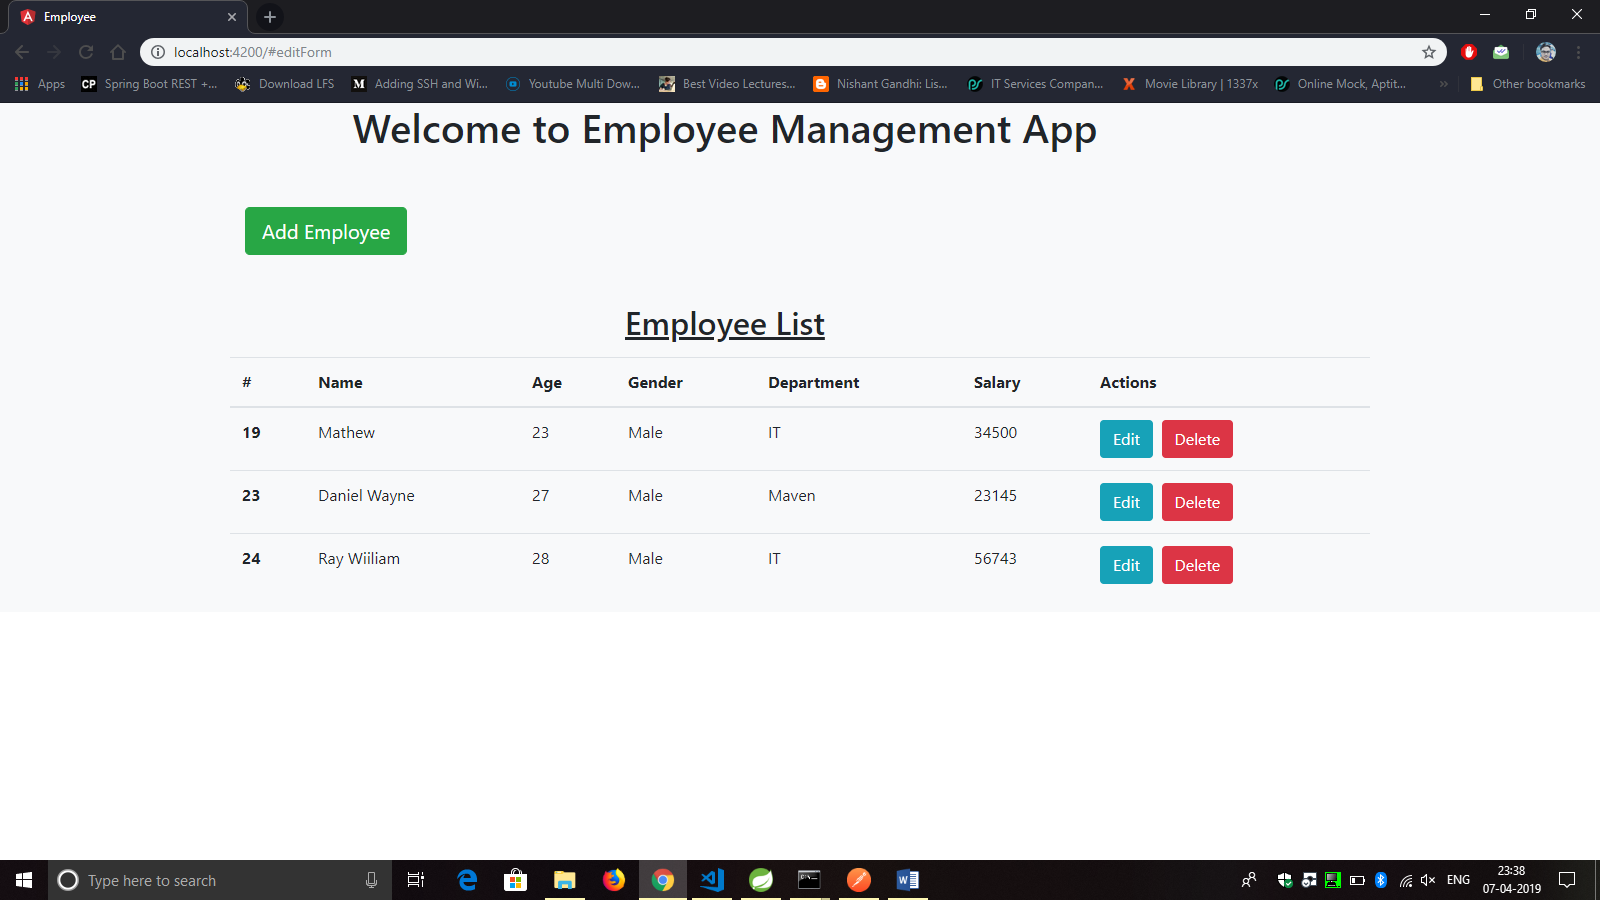 Employee
localhost:4200/#editForm
Apps CP Spring Boot REST +... Download LFS M Adding SSH and Wi... Youtube Multi Dow... Best Video Lectures... Nishant Gandhi: Lis... IT Services Compan... Movie Library | 1337x Online Mock, Aptit... » Other bookmarks
Welcome to Employee Management App
Add Employee
Employee List
# Name Age Gender Department Salary Actions
19 Mathew 23 Male IT 34500 Edit Delete
23 Daniel Wayne 27 Male Maven 23145 Edit Delete
24 Ray Wiiliam 28 Male IT 56743 Edit Delete
Type here to search
ENG
23:38
07-04-2019